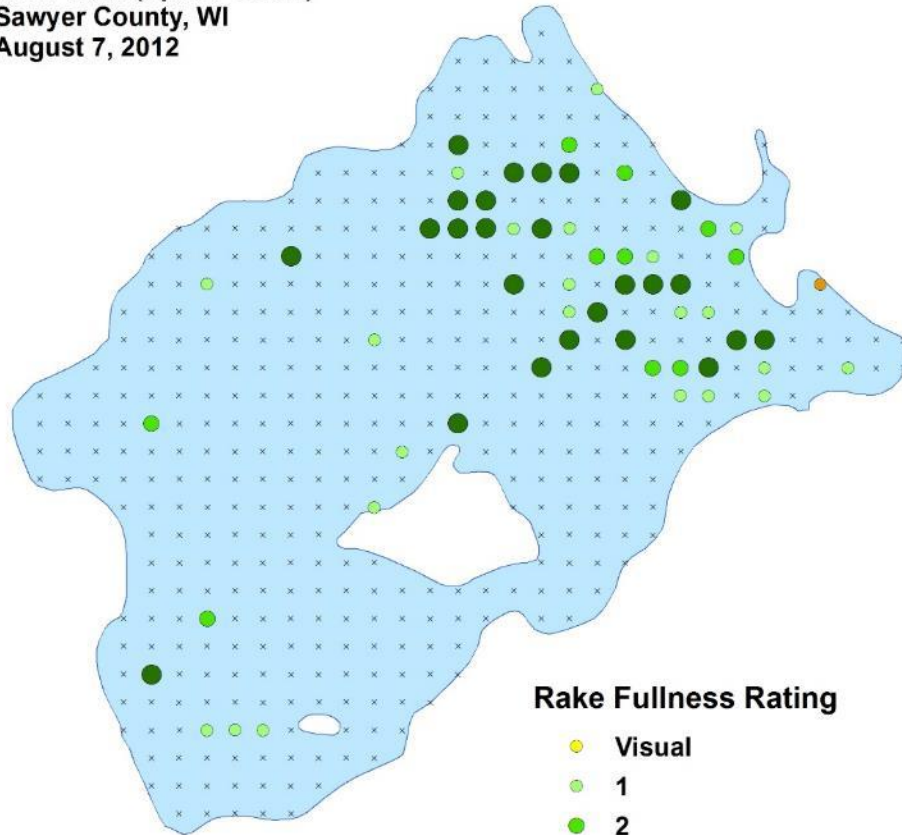 Sawyer County, WI
August 7, 2012
Rake Fullness Rating
Visual
1
2